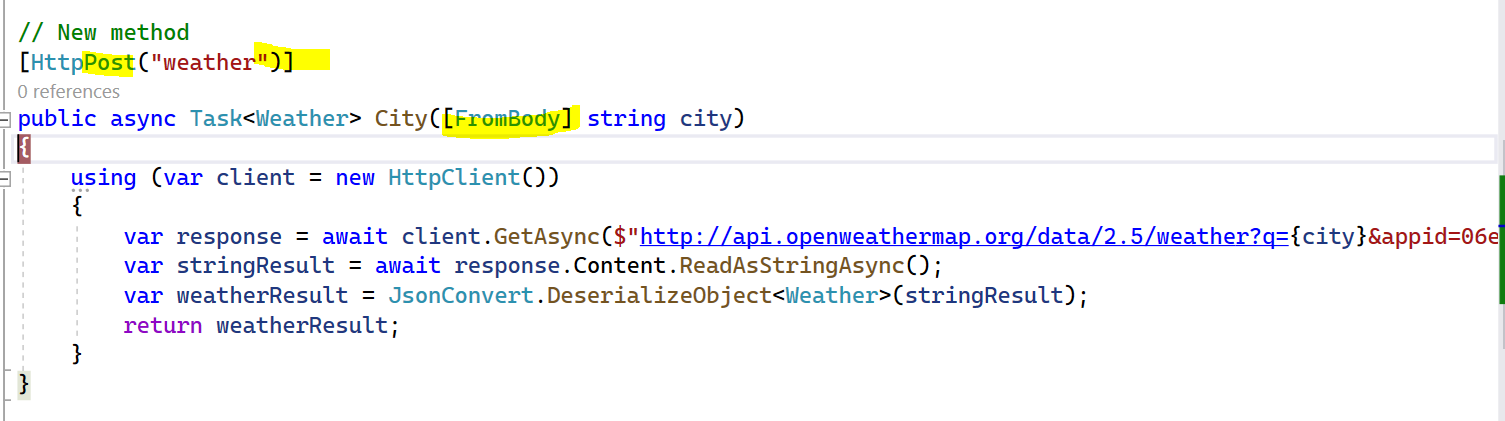 // New method
[HttpPost("weather")]
0 references
public async Task<Weather> City([FromBody] string city)
{
using (var client = new HttpClient())
{
var response = await client.GetAsync($"http://api.openweathermap.org/data/2.5/weather?q={city}&appid=06e
var stringResult = await response.Content.ReadAsStringAsync();
var weatherResult = JsonConvert.DeserializeObject<Weather>(stringResult);
return weatherResult;
}
}